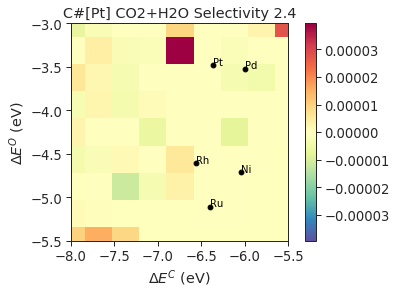 C#[Pt] CO2+H2O Selectivity 2.4
−3.0
−3.5
−4.0
−4.5
−5.0
−5.5
ΔE^O (eV)
Pt
Pd
Rh
Ni
Ru
−8.0 −7.5 −7.0 −6.5 −6.0 −5.5
ΔE^C (eV)
0.00003
0.00002
0.00001
0.00000
−0.00001
−0.00002
−0.00003